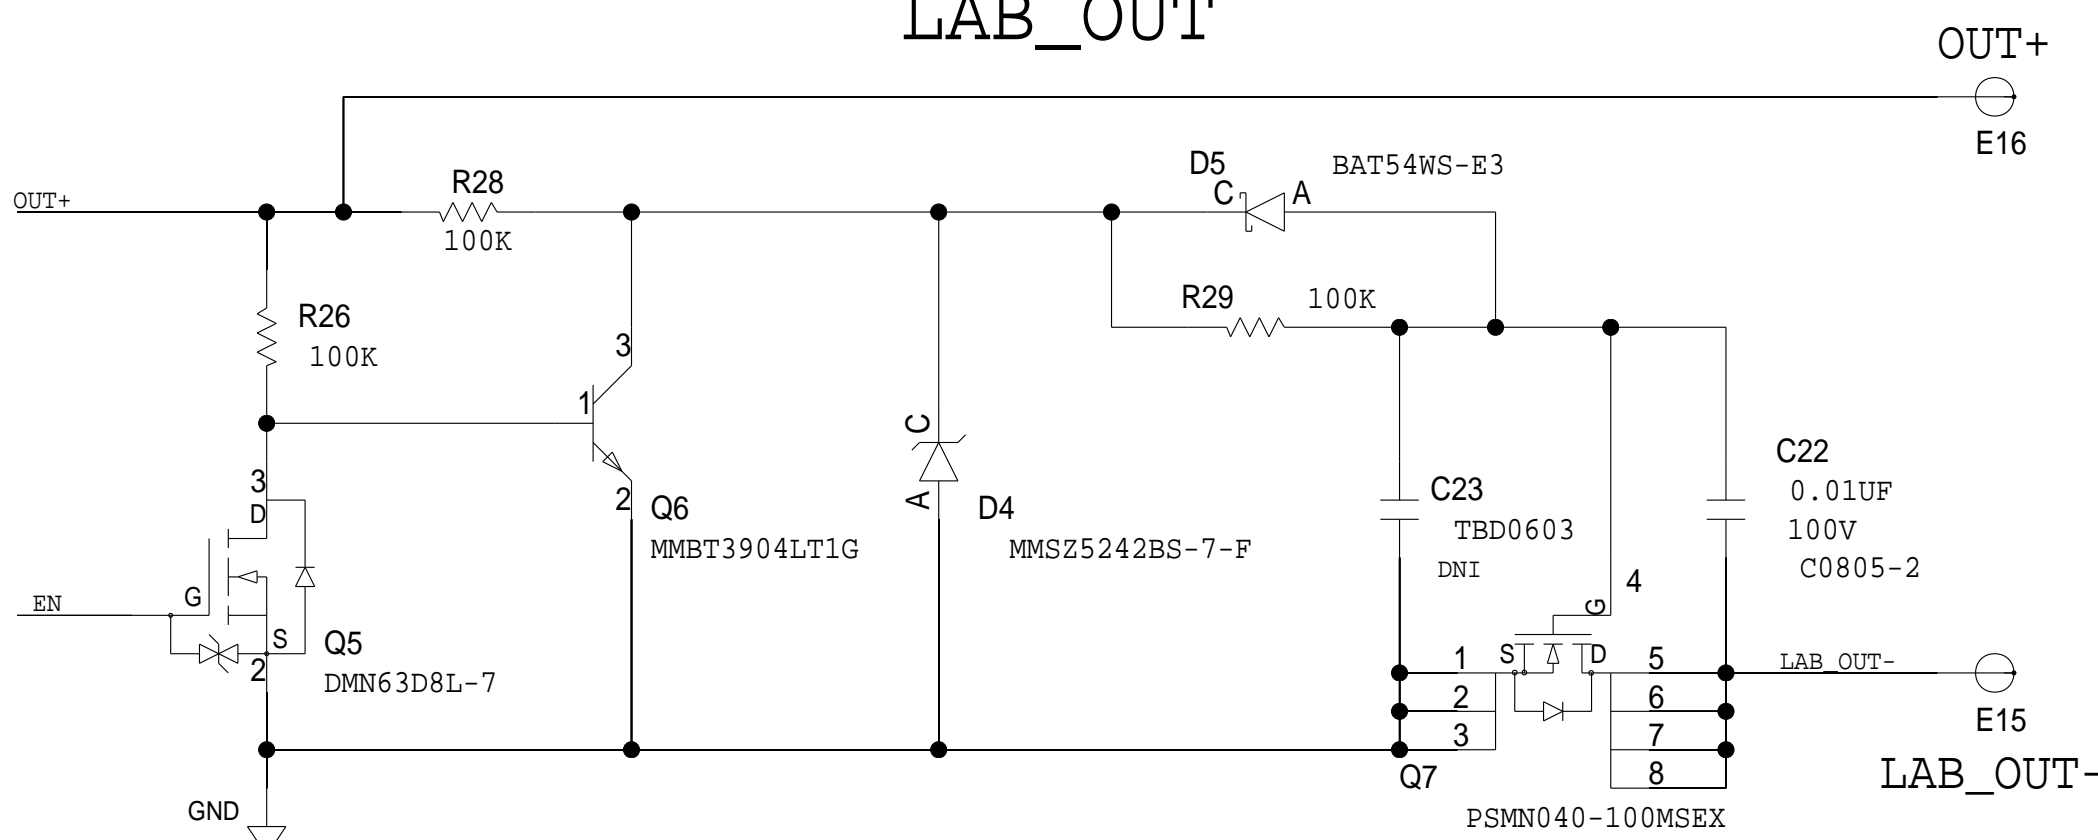 LAB_OUT
OUT+
E16
D5
BAT54WS-E3
C
A
R28
OUT+
100K
R29
100K
R26
100K
3
1
C
3
D
2
A
Q6
MMBT3904LT1G
D4
MMSZ5242BS-7-F
C23
TBD0603
DNI
C22
0.01UF
100V
C0805-2
4
G
EN
G
S
2
Q5
DMN63D8L-7
1
2
3
S
D
5
6
7
8
LAB_OUT-
E15
LAB_OUT-
Q7
PSMN040-100MSEX
GND